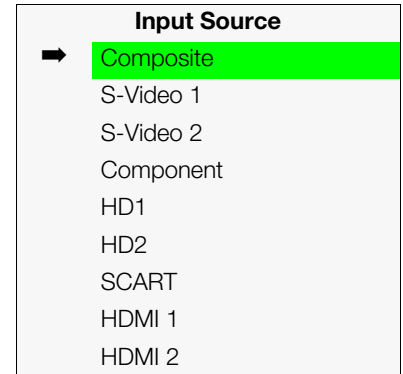 Input Source
➡ Composite
S-Video 1
S-Video 2
Component
HD1
HD2
SCART
HDMI 1
HDMI 2